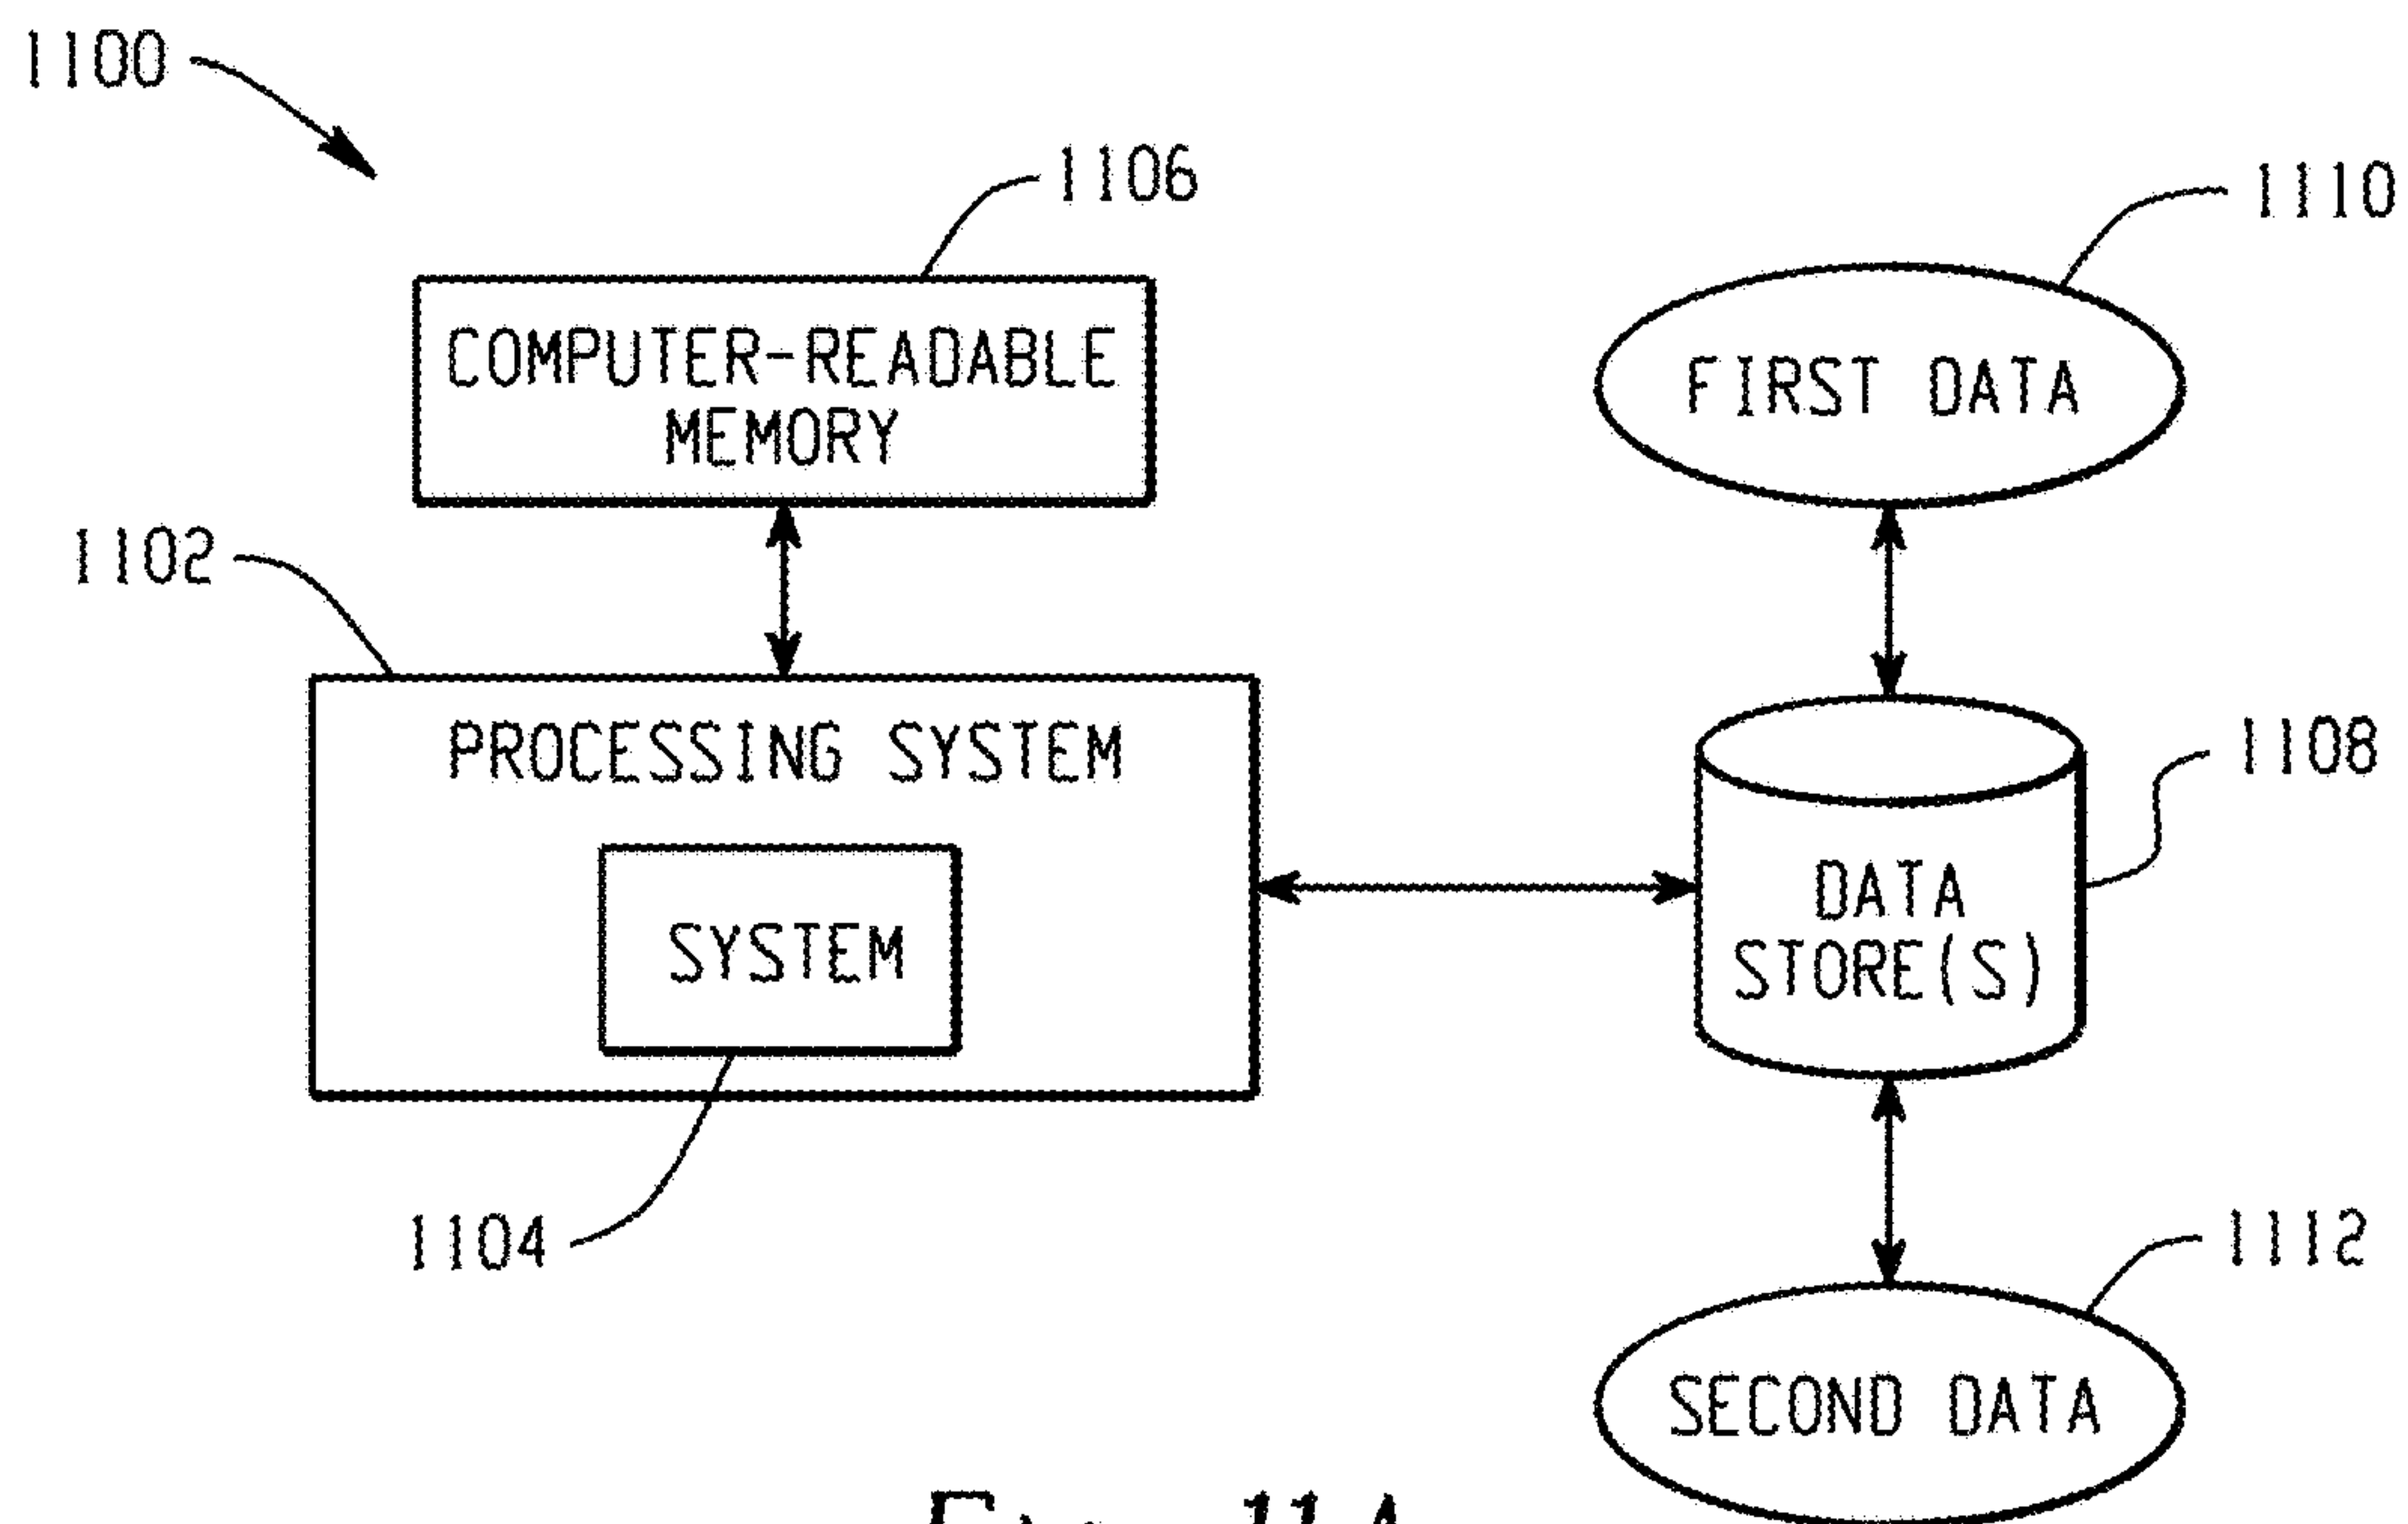 1100
1106
1110
COMPUTER-READABLE
MEMORY
FIRST DATA
1102
PROCESSING SYSTEM
1108
SYSTEM
DATA
STORE(S)
1104
1112
SECOND DATA